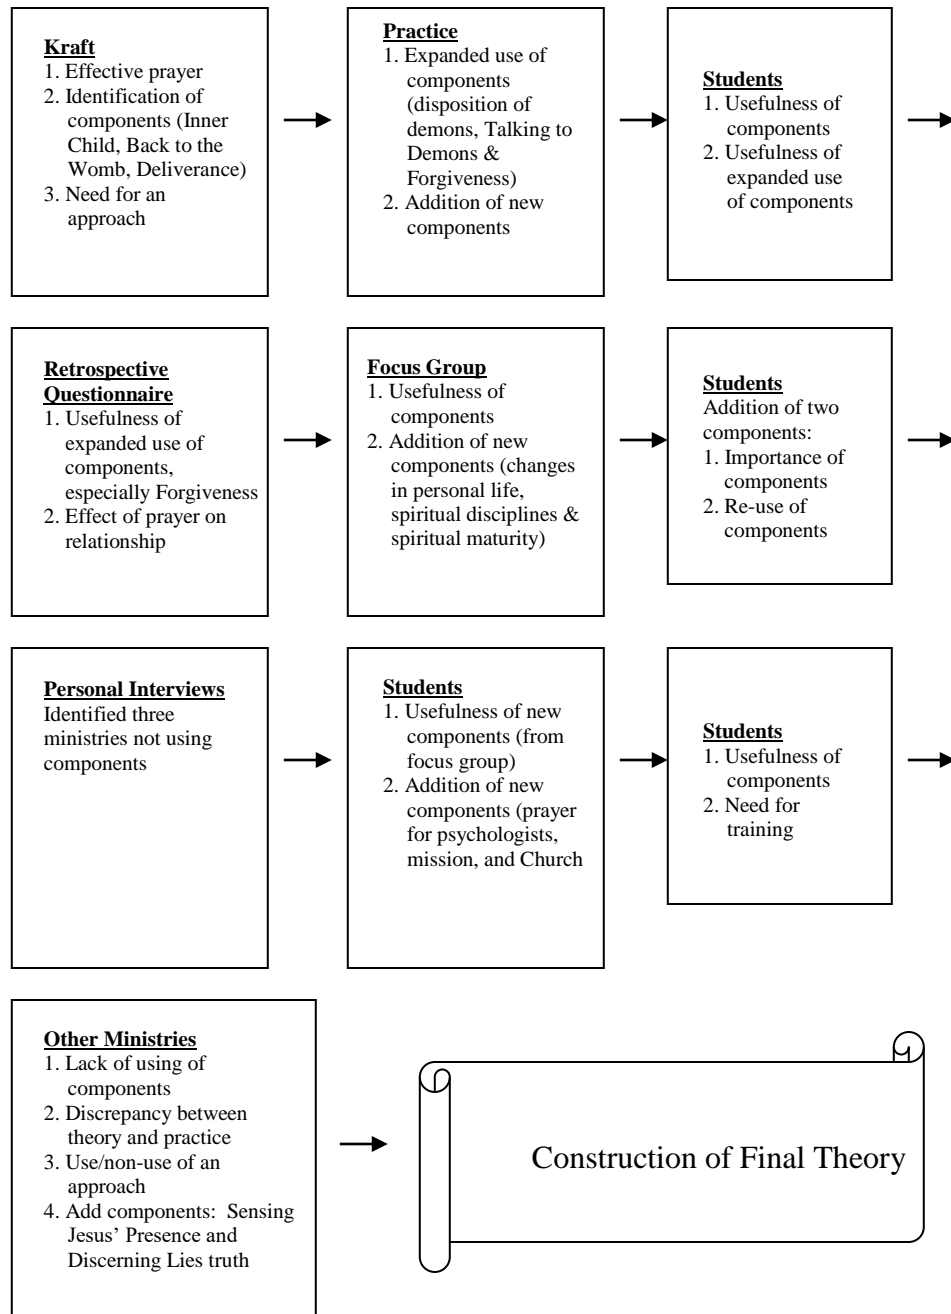 Kraft
1. Effective prayer
2. Identification of
components (Inner
Child, Back to the
Womb, Deliverance)
3. Need for an
approach
Practice
1. Expanded use of
components
(disposition of
demons, Talking to
Demons &
Forgiveness)
2. Addition of new
components
Students
1. Usefulness of
components
2. Usefulness of
expanded use
of components
Retrospective
Questionnaire
1. Usefulness of
expanded use of
components,
especially Forgiveness
2. Effect of prayer on
relationship
Focus Group
1. Usefulness of
components
2. Addition of new
components (changes
in personal life,
spiritual disciplines &
spiritual maturity)
Students
Addition of two
components:
1. Importance of
components
2. Re-use of
components
Personal Interviews
Identified three
ministries not using
components
Students
1. Usefulness of new
components (from
focus group)
2. Addition of new
components (prayer
for psychologists,
mission, and Church
Students
1. Usefulness of
components
2. Need for
training
Other Ministries
1. Lack of using of
components
2. Discrepancy between
theory and practice
3. Use/non-use of an
approach
4. Add components: Sensing
Jesus’ Presence and
Discerning Lies truth
Construction of Final Theory